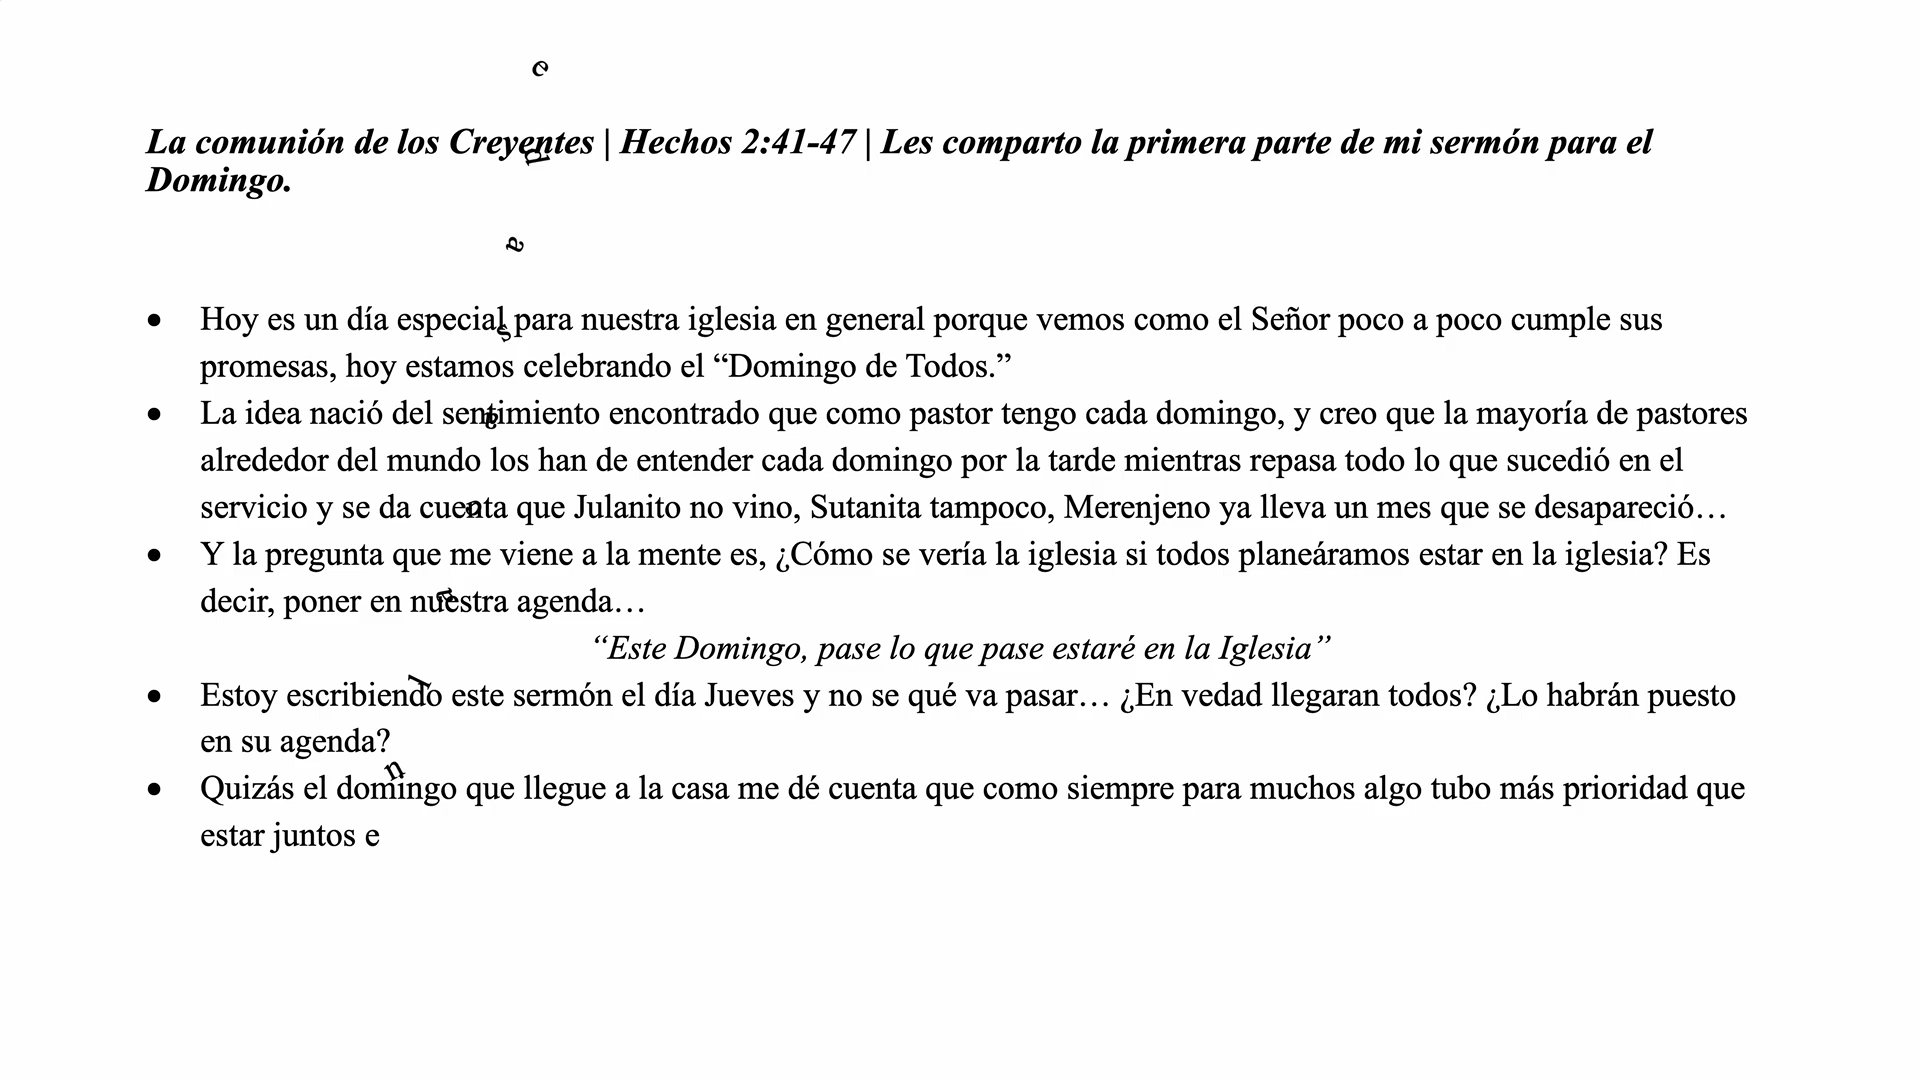 La comunión de los Creyentes | Hechos 2:41-47 | Les comparto la primera parte de mi sermón para el
Domingo.
• Hoy es un día especial para nuestra iglesia en general porque vemos como el Señor poco a poco cumple sus
promesas, hoy estamos celebrando el “Domingo de Todos.”
• La idea nació del sentimiento encontrado que como pastor tengo cada domingo, y creo que la mayoría de pastores
alrededor del mundo los han de entender cada domingo por la tarde mientras repasa todo lo que sucedió en el
servicio y se da cuenta que Julanito no vino, Sutanita tampoco, Merenjeno ya lleva un mes que se desapareció…
• Y la pregunta que me viene a la mente es, ¿Cómo se vería la iglesia si todos planeáramos estar en la iglesia? Es
decir, poner en nuestra agenda…
“Este Domingo, pase lo que pase estaré en la Iglesia”
• Estoy escribiendo este sermón el día Jueves y no se qué va pasar… ¿En vedad llegaran todos? ¿Lo habrán puesto
en su agenda?
• Quizás el domingo que llegue a la casa me dé cuenta que como siempre para muchos algo tubo más prioridad que
estar juntos e